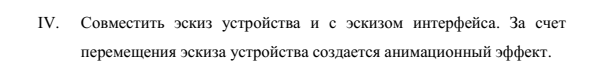 IV. Совместить эскиз устройства и с эскизом интерфейса. За счет
перемещения эскиза устройства создается анимационный эффект.